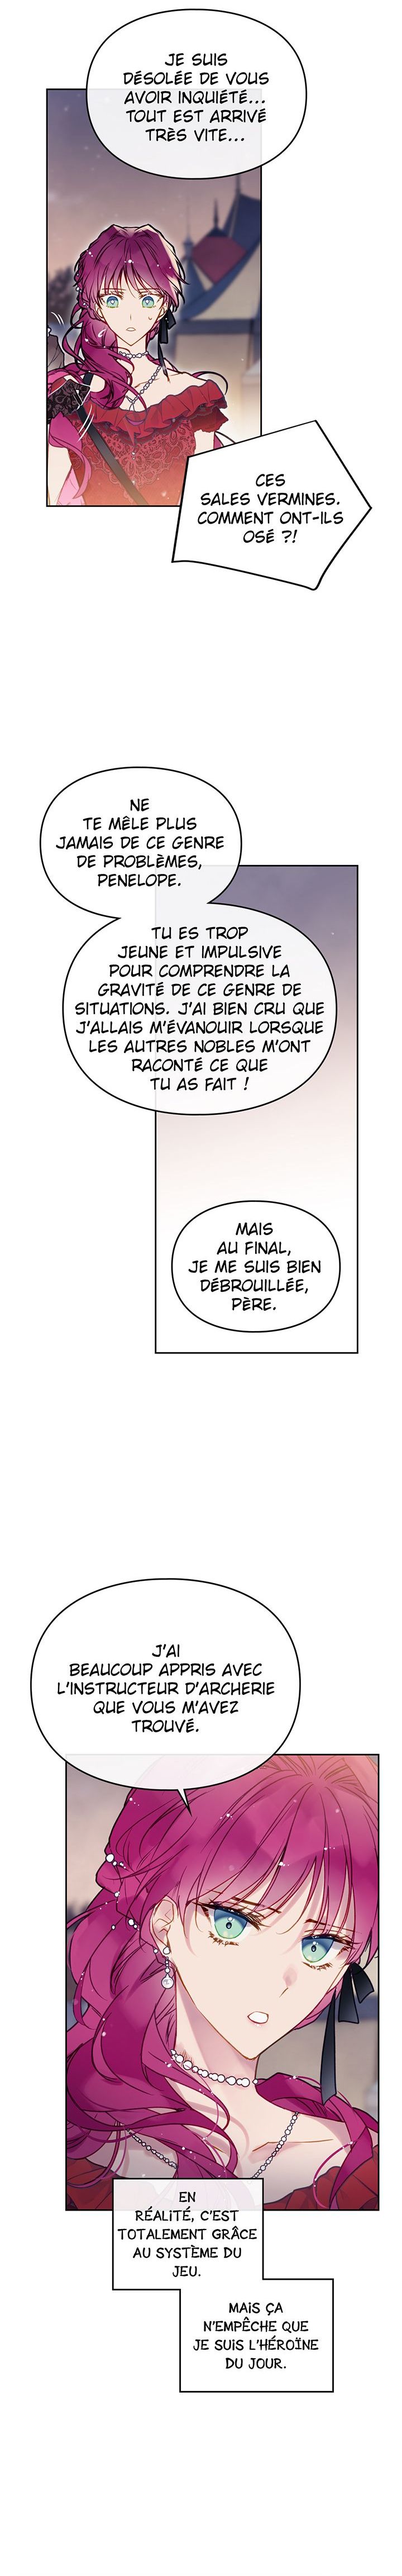 JE SUIS
DÉSOLÉE DE VOUS
AVOIR INQUIÉTÉ...
TOUT EST ARRIVÉ
TRÈS VITE...
CES
SALES VERMINES.
COMMENT ONT-ILS
OSÉ ?!
NE
TE MÊLE PLUS
JAMAIS DE CE GENRE
DE PROBLÈMES,
PENELOPE.
TU ES TROP
JEUNE ET IMPULSIVE
POUR COMPRENDRE LA
GRAVITÉ DE CE GENRE DE
SITUATIONS. J'AI BIEN CRU QUE
J'ALLAIS M'ÉVANOUIR LORSQUE
LES AUTRES NOBLES M'ONT
RACONTÉ CE QUE
TU AS FAIT !
MAIS
AU FINAL,
JE ME SUIS BIEN
DÉBROUILLÉE,
PÈRE.
J'AI
BEAUCOUP APPRIS AVEC
L'INSTRUCTEUR D'ARCHERIE
QUE VOUS M'AVEZ
TROUVÉ.
EN
RÉALITÉ, C'EST
TOTALEMENT GRÂCE
AU SYSTÈME DU
JEU.
MAIS ÇA
N'EMPÊCHE QUE
JE SUIS L'HÉROÏNE
DU JOUR.